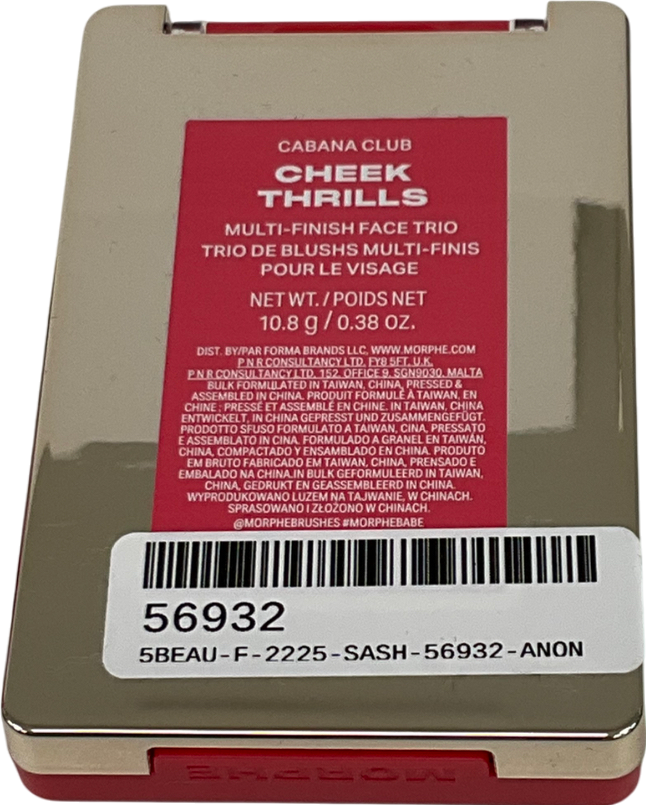 CABANA CLUB
CHEEK
THRILLS
MULTI-FINISH FACE TRIO
TRIO DE BLUSHS MULTI-FINIS
POUR LE VISAGE
NET WT. / POIDS NET
10.8 g / 0.38 OZ.
DIST. BY/PAR FORMA BRANDS LLC, WWW.MORPHE.COM
P N R CONSULTANCY LTD, FY8 5FT, U.K.
P N R CONSULTANCY LTD. 152, OFFICE 9, SGN9030, MALTA
BULK FORMULATED IN TAIWAN, CHINA, PRESSED &
ASSEMBLED IN CHINA. PRODUIT FORMULÉ À TAIWAN, EN
CHINE ; PRESSÉ ET ASSEMBLÉ EN CHINE. IN TAIWAN, CHINA
ENTWICKELT, IN CHINA GEPRESST UND ZUSAMMENGEFÜGT.
PRODOTTO SFUSO FORMULATO A TAIWAN, CINA, PRESSATO
E ASSEMBLATO IN CINA. FORMULADO A GRANEL EN TAIWÁN,
CHINA, COMPACTADO Y ENSAMBLADO EN CHINA. PRODUTO
EM BRUTO FABRICADO EM TAIWAN, CHINA, PRENSADO E
EMBALADO NA CHINA.IN BULK GEFORMULEERD IN TAIWAN,
CHINA, GEDRUKT EN GEASSEMBLEERD IN CHINA.
WYPRODUKOWANO LUZEM NA TAJWANIE, W CHINACH.
SPRASOWANO I ZŁOŻONO W CHINACH.
@MORPHEBRUSHES #MORPHEBABE
56932
5BEAU-F-2225-SASH-56932-ANON
MORPHE